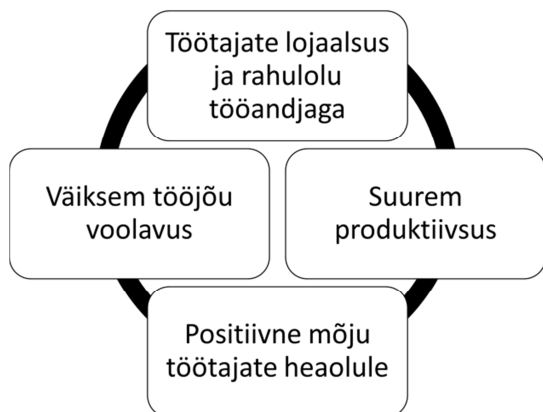 Töötajate lojaalsus
ja rahulolu
tööandjaga
Väiksem tööjõu
voolavus
Suurem
produktiivsus
Positiivne mõju
töötajate heaolule